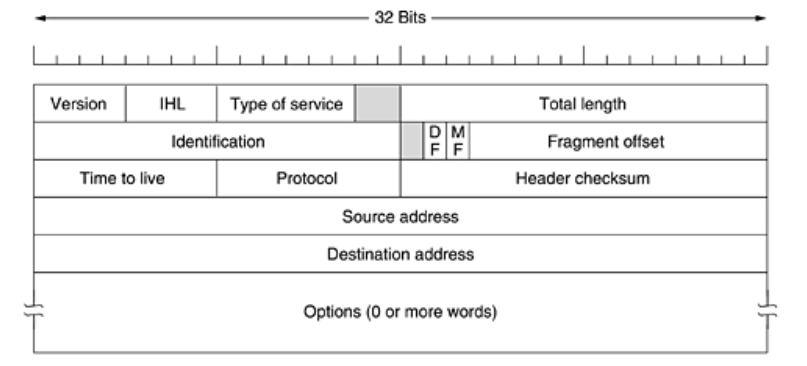 32 Bits
Version IHL Type of service Total length
Identification D F M F Fragment offset
Time to live Protocol Header checksum
Source address
Destination address
Options (0 or more words)